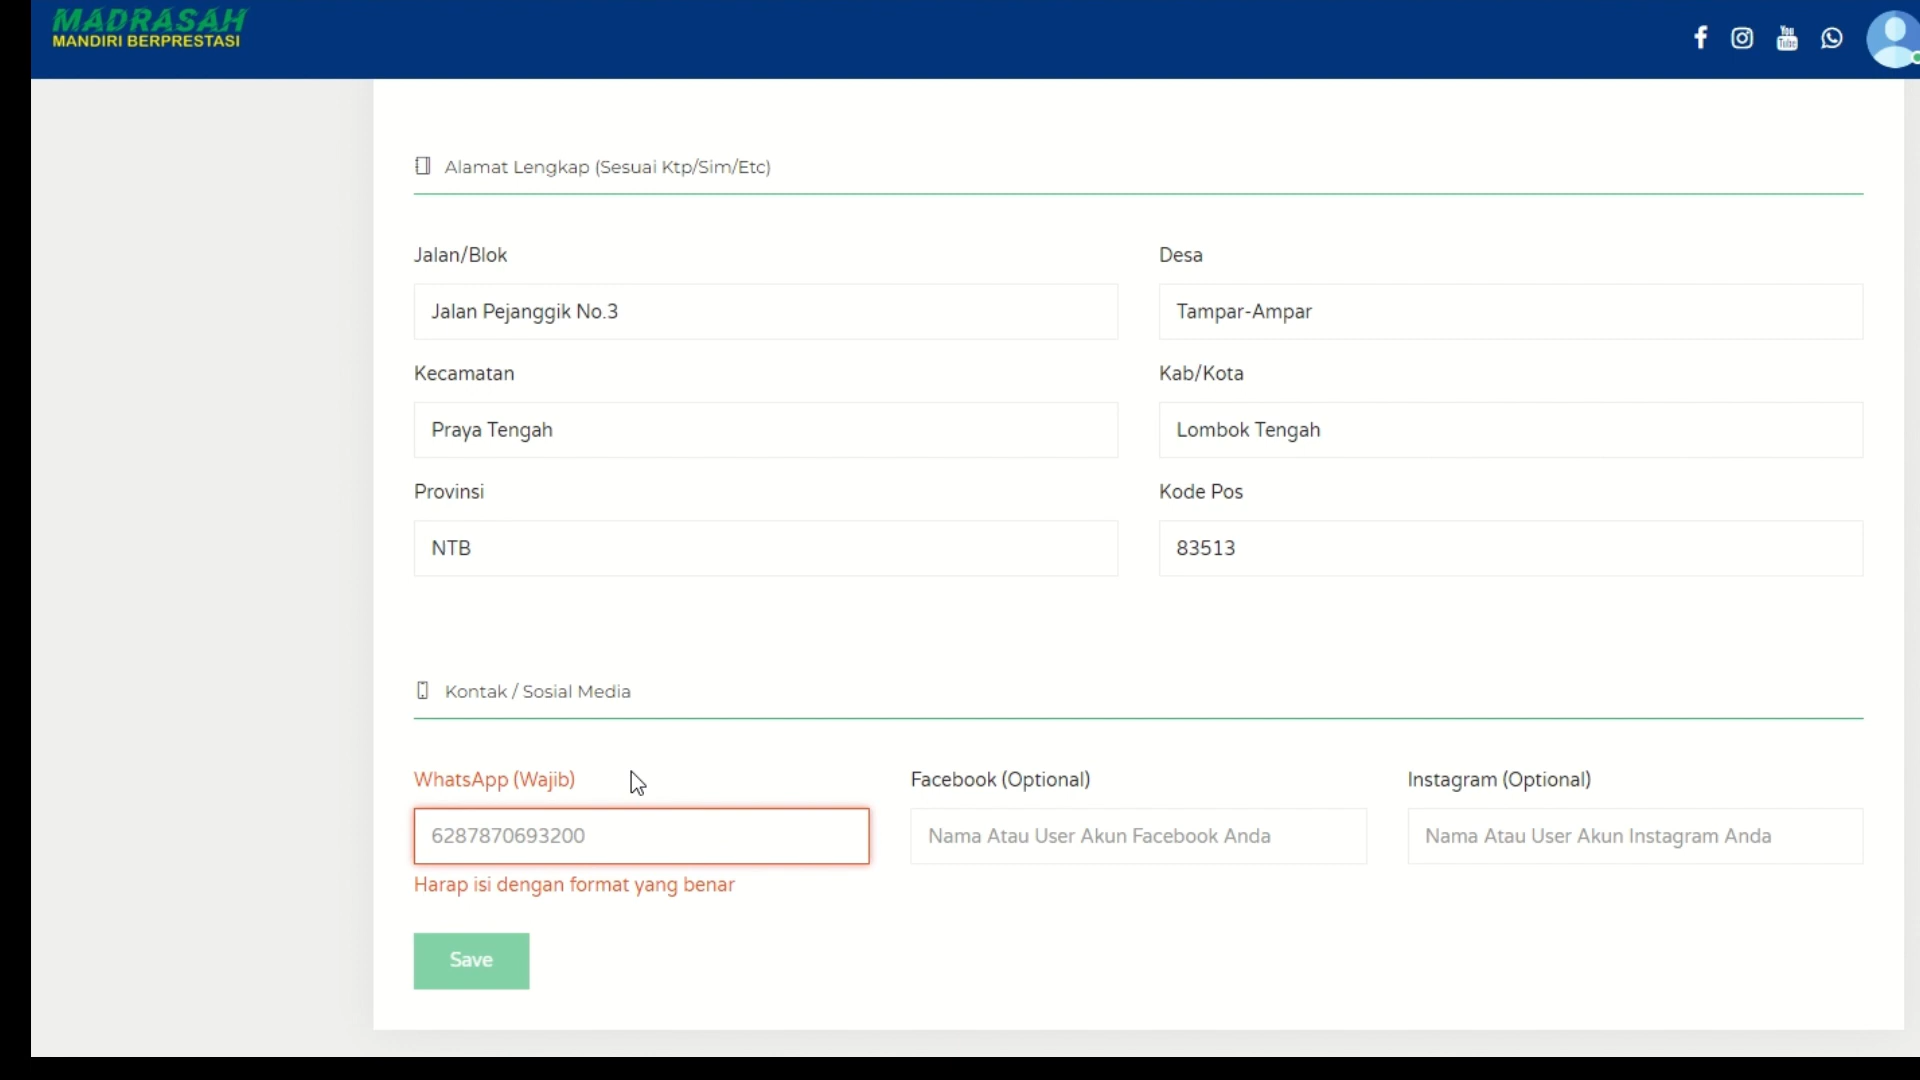 MADRASAH
MANDIRI BERPRESTASI
You
Tube
Alamat Lengkap (Sesuai Ktp/Sim/Etc)
Jalan/Blok
Desa
Jalan Pejanggik No.3
Tampar-Ampar
Kecamatan
Kab/Kota
Praya Tengah
Lombok Tengah
Provinsi
Kode Pos
NTB
83513
Kontak / Sosial Media
WhatsApp (Wajib)
Facebook (Optional)
Instagram (Optional)
6287870693200
Nama Atau User Akun Facebook Anda
Nama Atau User Akun Instagram Anda
Harap isi dengan format yang benar
Save